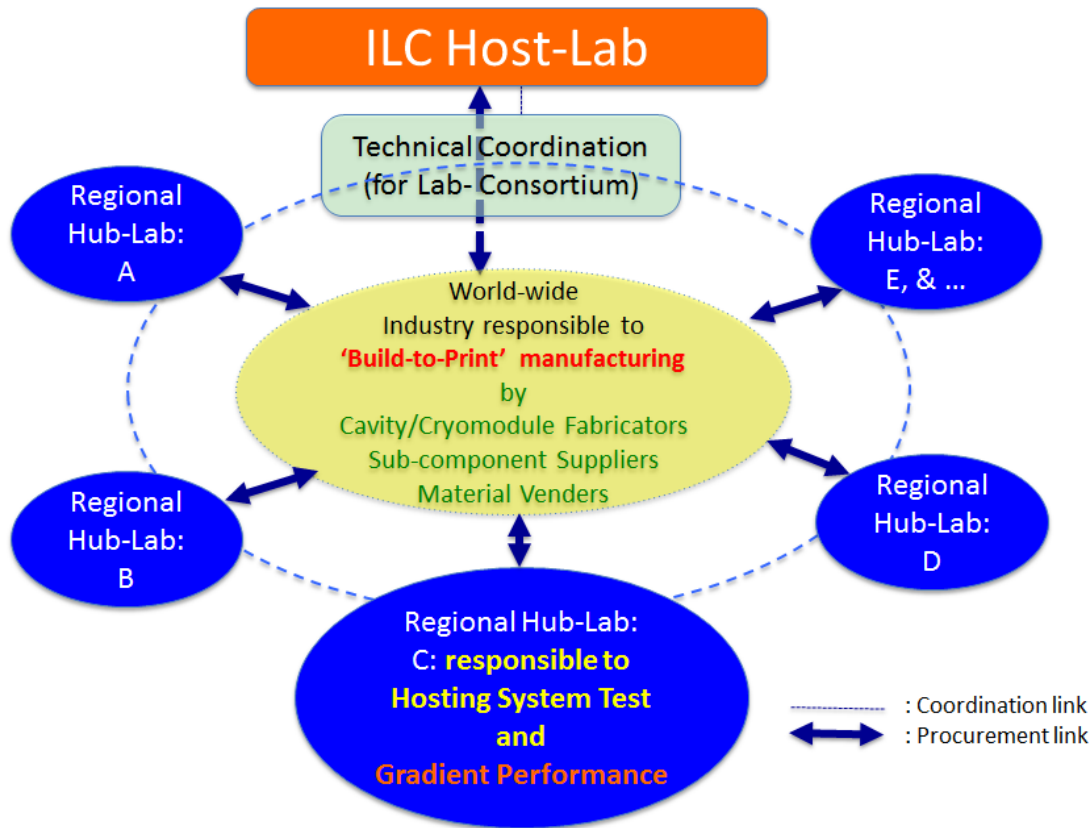 ILC Host-Lab
Technical Coordination
(for Lab- Consortium)
Regional
Hub-Lab:
A
Regional
Hub-Lab:
E, & ...
World-wide
Industry responsible to
‘Build-to-Print’ manufacturing
by
Cavity/Cryomodule Fabricators
Sub-component Suppliers
Material Venders
Regional
Hub-Lab:
B
Regional
Hub-Lab:
D
Regional Hub-Lab:
C: responsible to
Hosting System Test
and
Gradient Performance
: Coordination link
: Procurement link